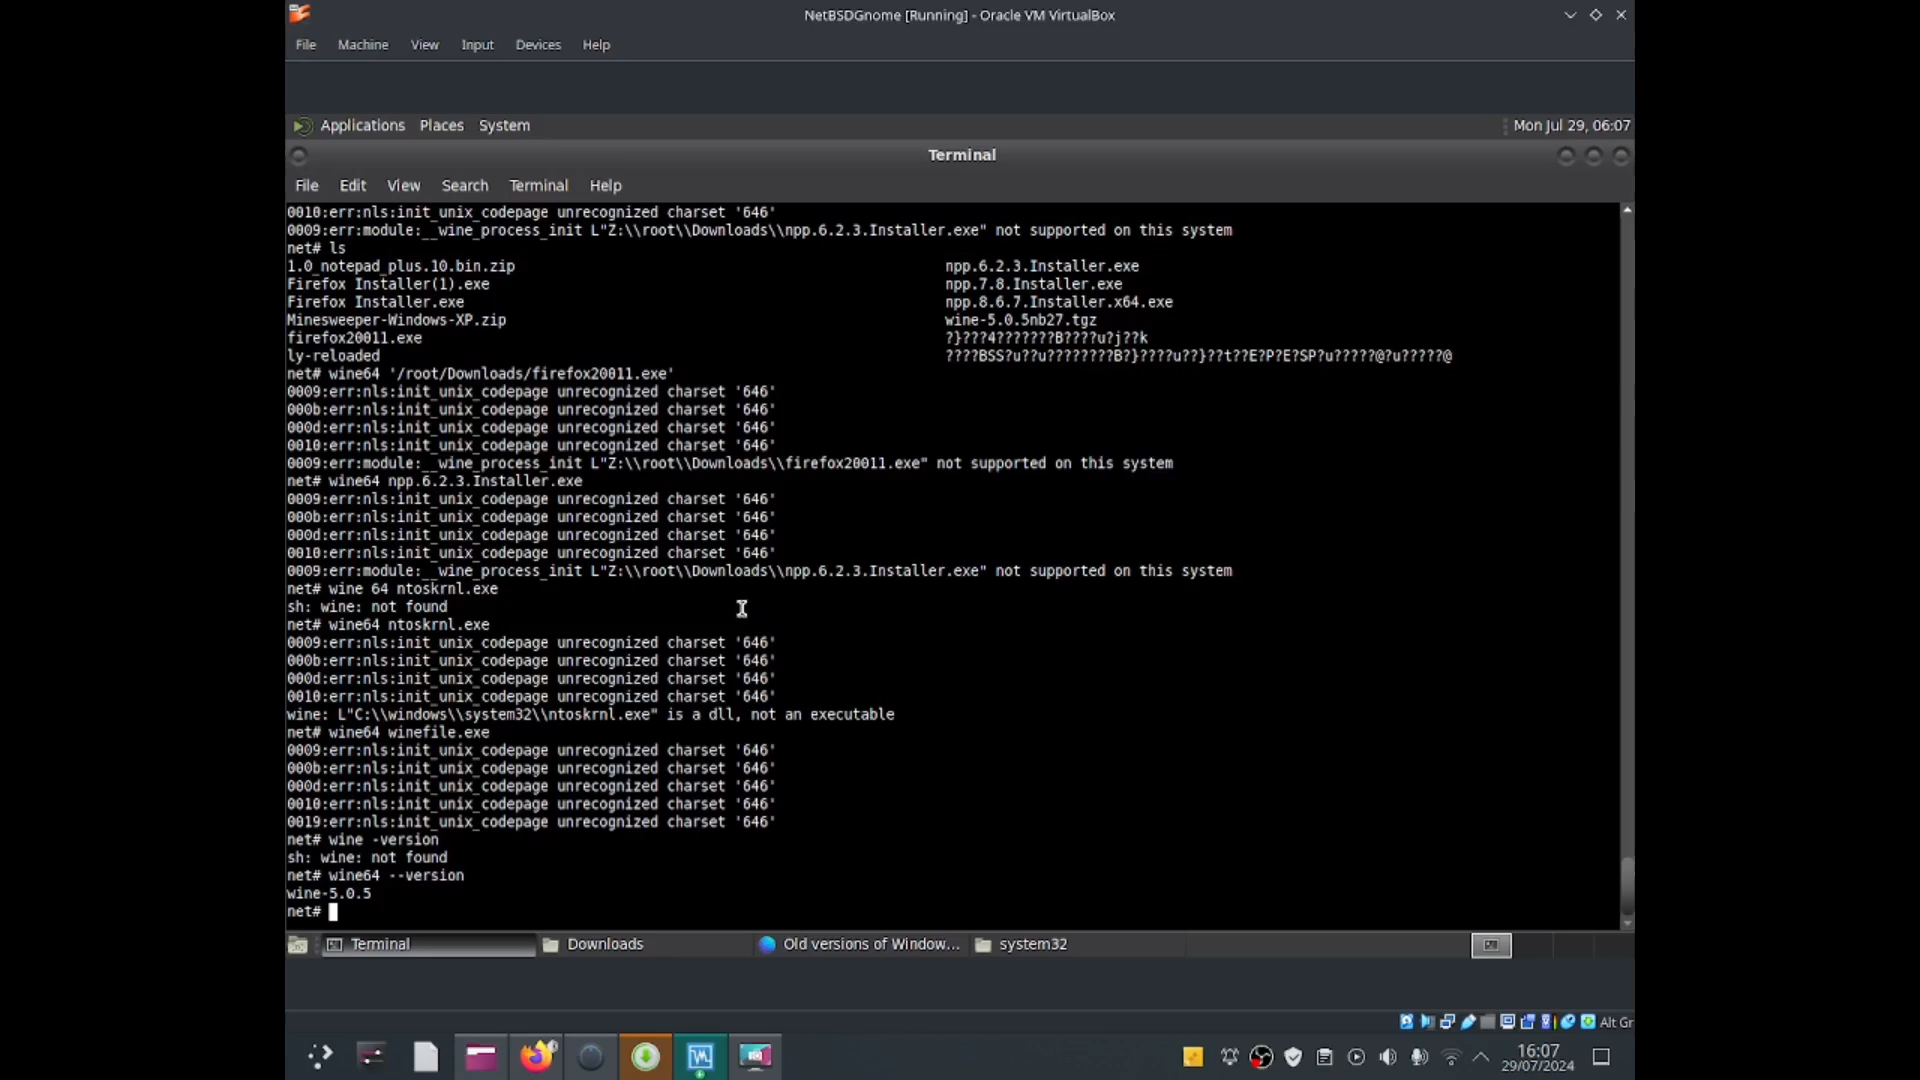 NetBSDGnome [Running] - Oracle VM VirtualBox
File Machine View Input Devices Help
Applications Places System Mon Jul 29, 06:07
Terminal
File Edit View Search Terminal Help
0010:err:nls:init_unix_codepage unrecognized charset '646'
0009:err:module:__wine_process_init L"Z:\\root\\Downloads\\npp.6.2.3.Installer.exe" not supported on this system
net# ls
1.0_notepad_plus.10.bin.zip npp.6.2.3.Installer.exe
Firefox Installer(1).exe npp.7.8.Installer.exe
Firefox Installer.exe npp.8.6.7.Installer.x64.exe
Minesweeper-Windows-XP.zip wine-5.0.5nb27.tgz
firefox20011.exe ?}???4???????B????u?j??k
ly-reloaded ????BSS?u??u????????B?}????u??}??t??E?P?E?SP?u?????@?u?????@
net# wine64 '/root/Downloads/firefox20011.exe'
0009:err:nls:init_unix_codepage unrecognized charset '646'
000b:err:nls:init_unix_codepage unrecognized charset '646'
000d:err:nls:init_unix_codepage unrecognized charset '646'
0010:err:nls:init_unix_codepage unrecognized charset '646'
0009:err:module:__wine_process_init L"Z:\\root\\Downloads\\firefox20011.exe" not supported on this system
net# wine64 npp.6.2.3.Installer.exe
0009:err:nls:init_unix_codepage unrecognized charset '646'
000b:err:nls:init_unix_codepage unrecognized charset '646'
000d:err:nls:init_unix_codepage unrecognized charset '646'
0010:err:nls:init_unix_codepage unrecognized charset '646'
0009:err:module:__wine_process_init L"Z:\\root\\Downloads\\npp.6.2.3.Installer.exe" not supported on this system
net# wine 64 ntoskrnl.exe
sh: wine: not found
net# wine64 ntoskrnl.exe
0009:err:nls:init_unix_codepage unrecognized charset '646'
000b:err:nls:init_unix_codepage unrecognized charset '646'
000d:err:nls:init_unix_codepage unrecognized charset '646'
0010:err:nls:init_unix_codepage unrecognized charset '646'
wine: L"C:\\windows\\system32\\ntoskrnl.exe" is a dll, not an executable
net# wine64 winefile.exe
0009:err:nls:init_unix_codepage unrecognized charset '646'
000b:err:nls:init_unix_codepage unrecognized charset '646'
000d:err:nls:init_unix_codepage unrecognized charset '646'
0010:err:nls:init_unix_codepage unrecognized charset '646'
0019:err:nls:init_unix_codepage unrecognized charset '646'
net# wine -version
sh: wine: not found
net# wine64 --version
wine-5.0.5
net#
Terminal Downloads Old versions of Window... system32
Alt Gr
16:07
29/07/2024